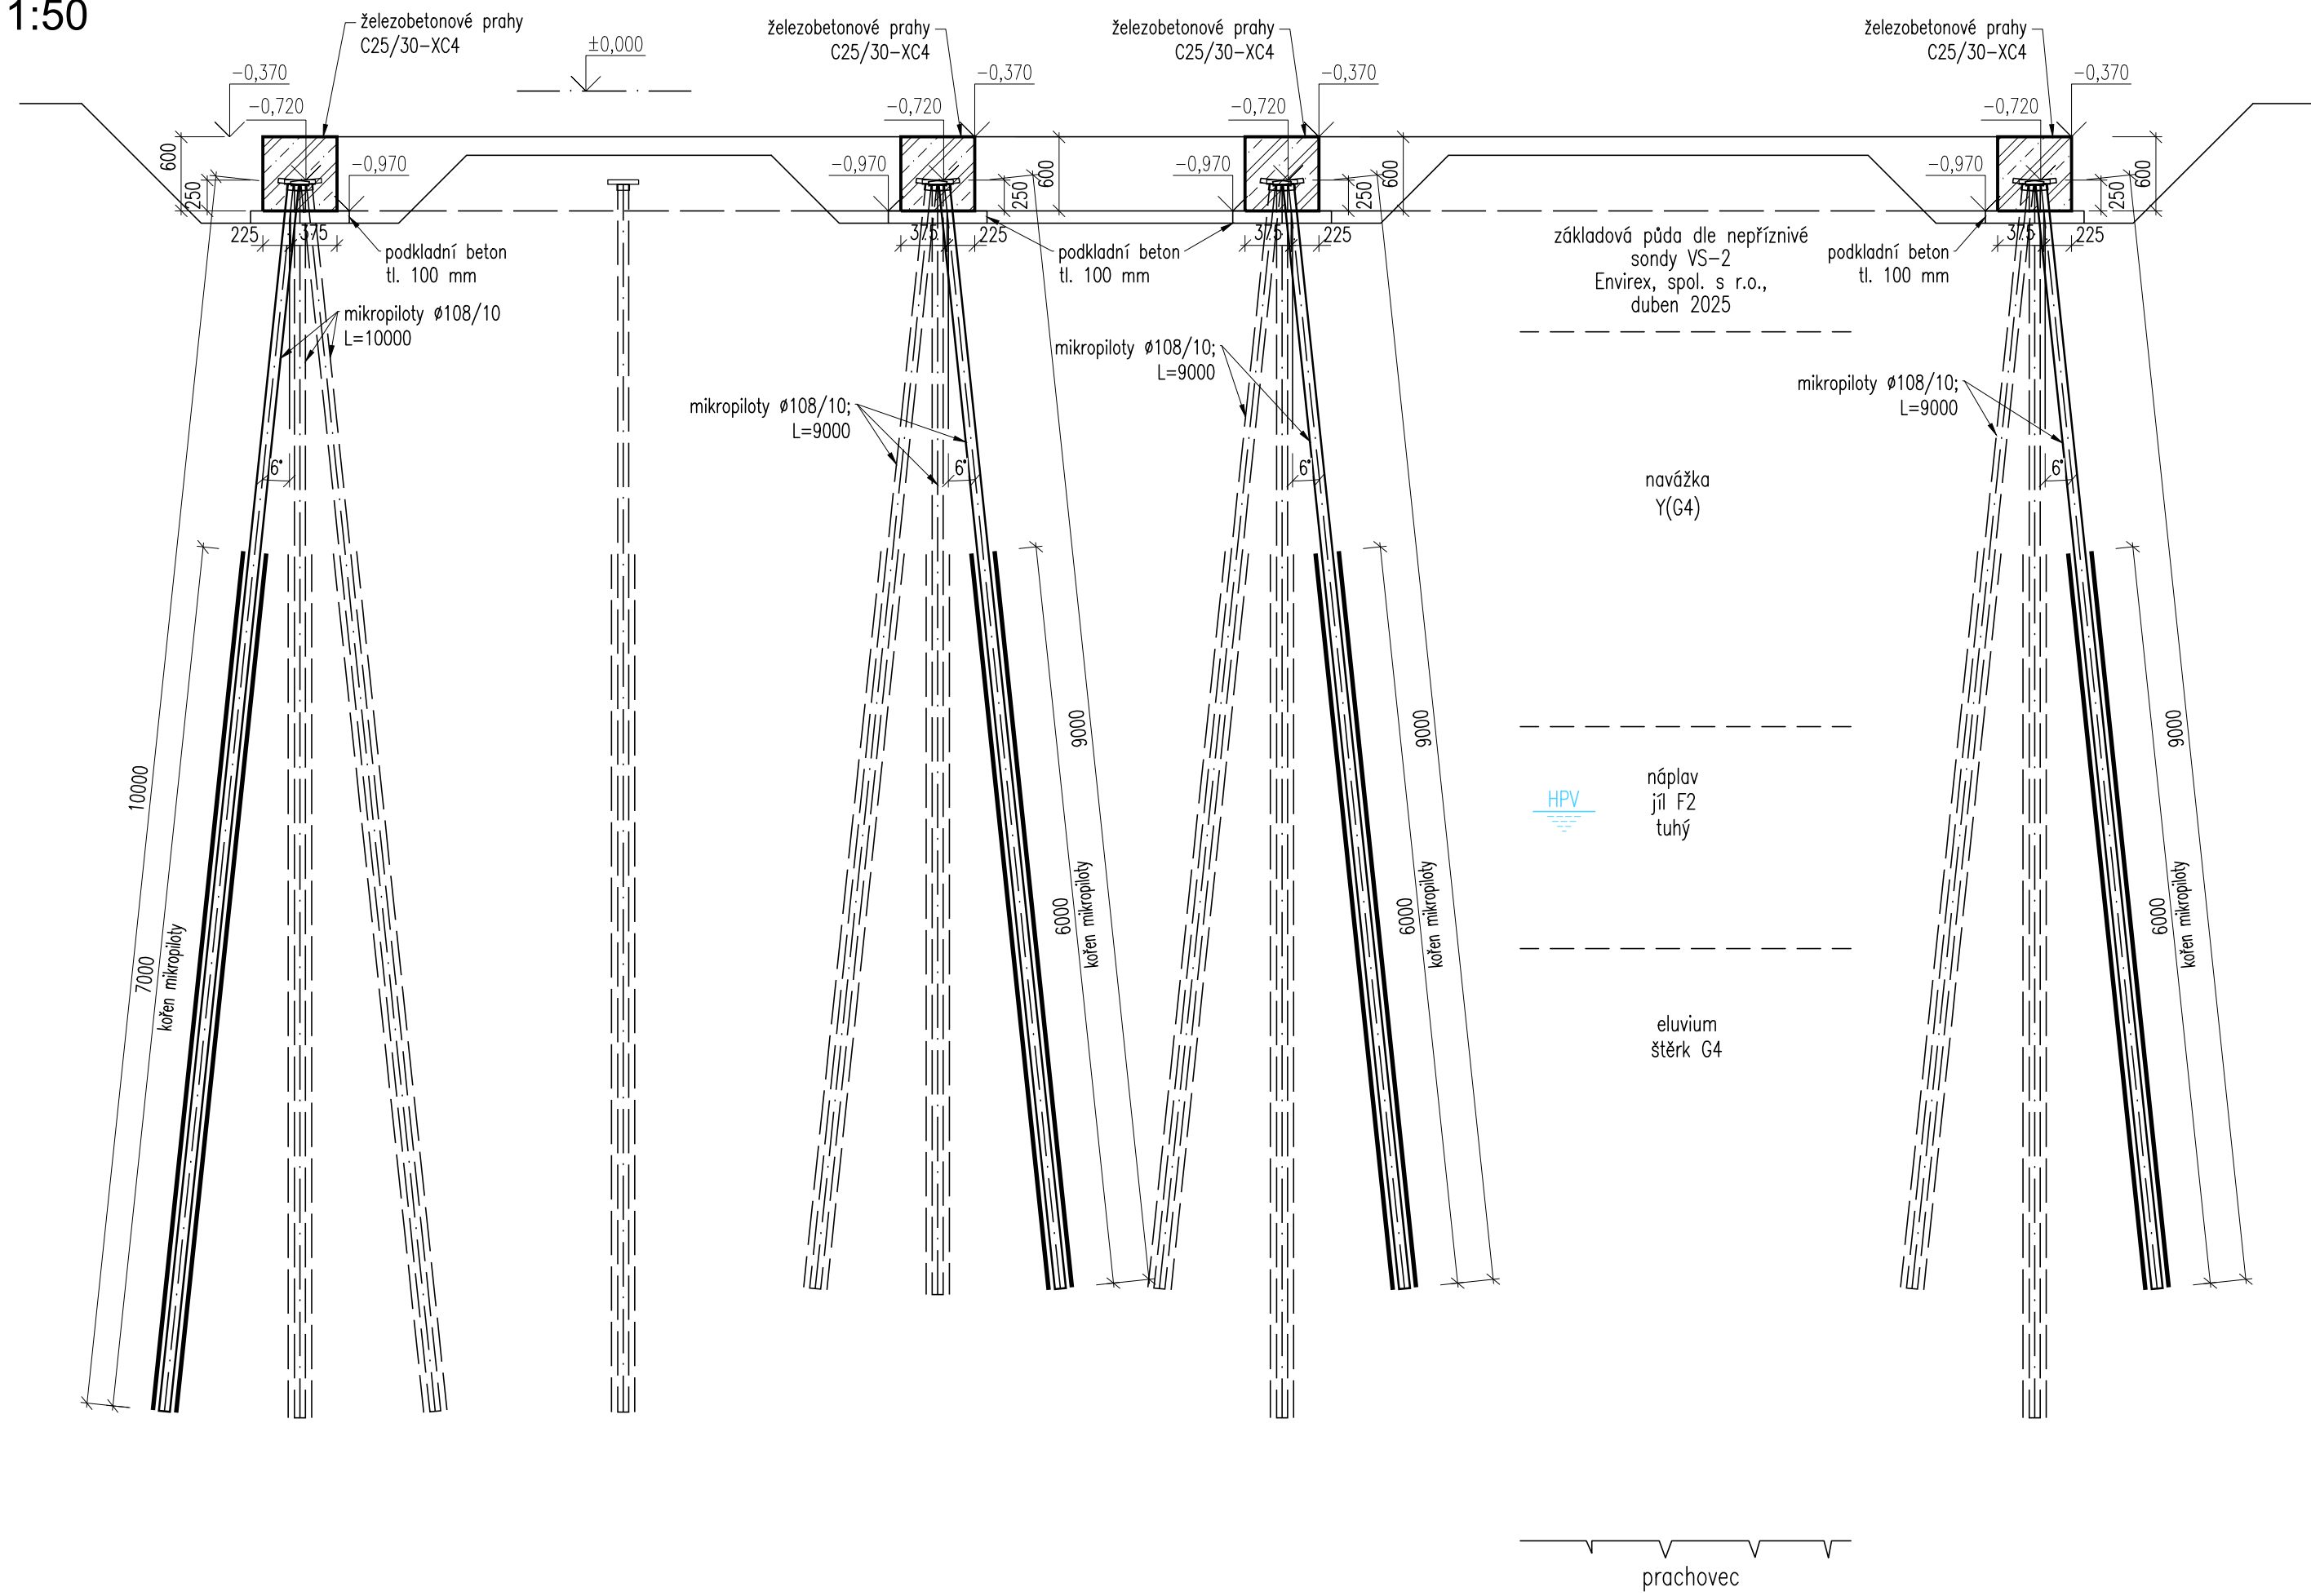 1:50
železobetonové prahy
C25/30-XC4
±0,000
železobetonové prahy
C25/30-XC4
železobetonové prahy
C25/30-XC4
železobetonové prahy
C25/30-XC4
-0,370
-0,720
-0,720
-0,370
-0,720
-0,370
-0,720
-0,370
600
250
-0,970
-0,970
250
600
-0,970
250
600
-0,970
250
600
225
375
375
225
375
225
375
225
podkladní beton
tl. 100 mm
podkladní beton
tl. 100 mm
základová půda dle nepříznivé
sondy VS-2
Envirex, spol. s r.o.,
duben 2025
podkladní beton
tl. 100 mm
mikropiloty ø108/10
L=10000
mikropiloty ø108/10;
L=9000
mikropiloty ø108/10;
L=9000
mikropiloty ø108/10;
L=9000
6°
6°
6°
6°
navážka
Y(G4)
10000
7000
kořen mikropiloty
9000
6000
kořen mikropiloty
9000
6000
kořen mikropiloty
9000
6000
kořen mikropiloty
HPV
náplav
jíl F2
tuhý
eluvium
štěrk G4
prachovec